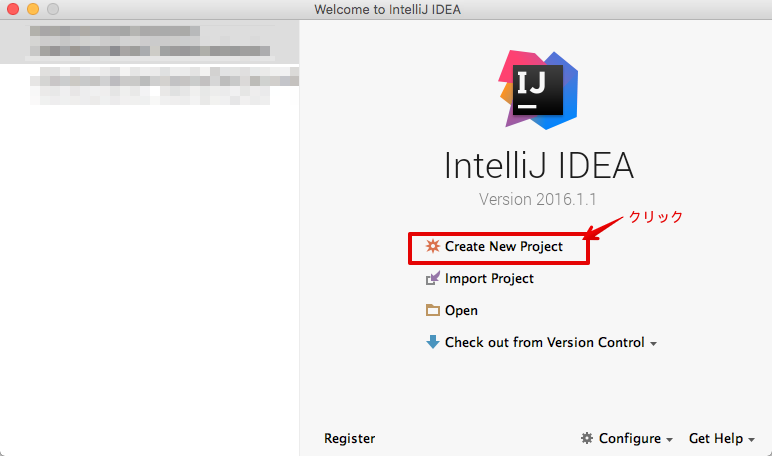 Welcome to IntelliJ IDEA
IJ
IntelliJ IDEA
Version 2016.1.1
クリック
Create New Project
Import Project
Open
Check out from Version Control
Register
Configure
Get Help